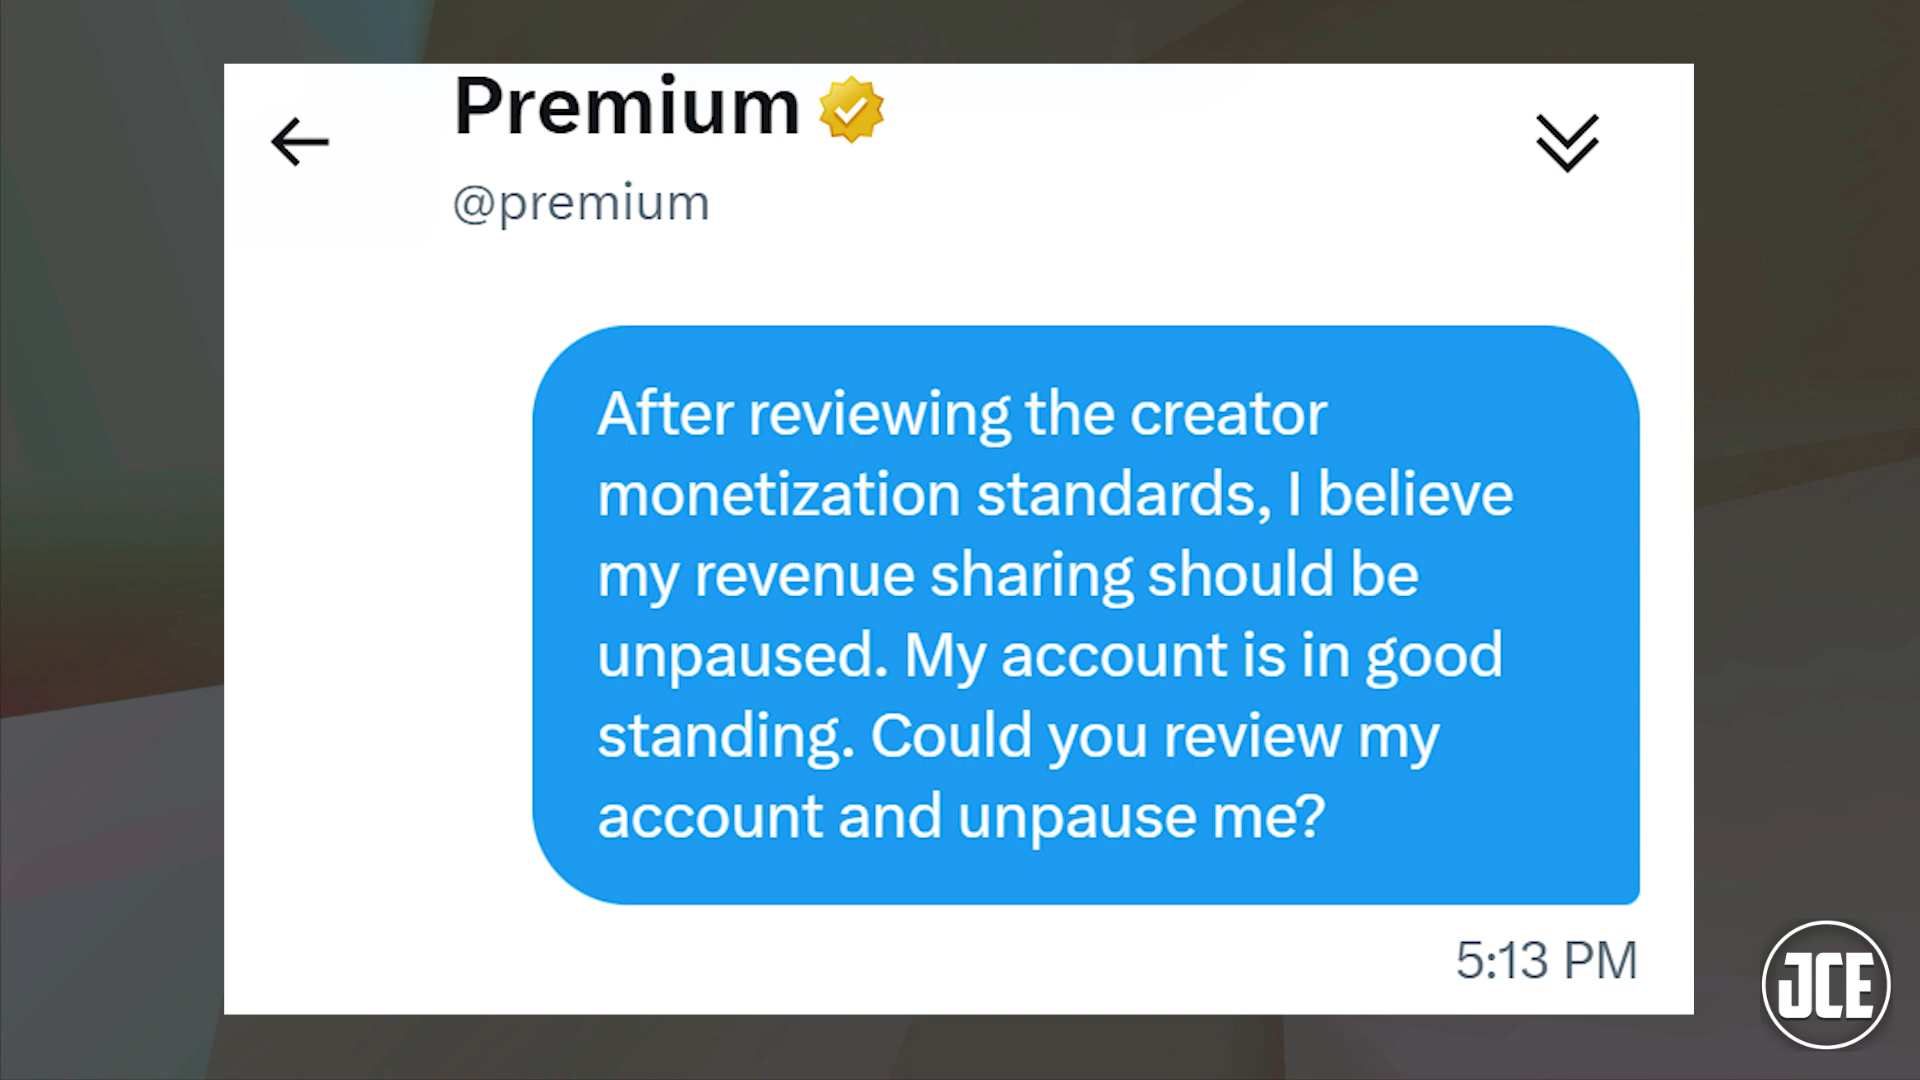 Premium
@premium
After reviewing the creator
monetization standards, I believe
my revenue sharing should be
unpaused. My account is in good
standing. Could you review my
account and unpause me?
5:13 PM
JCE